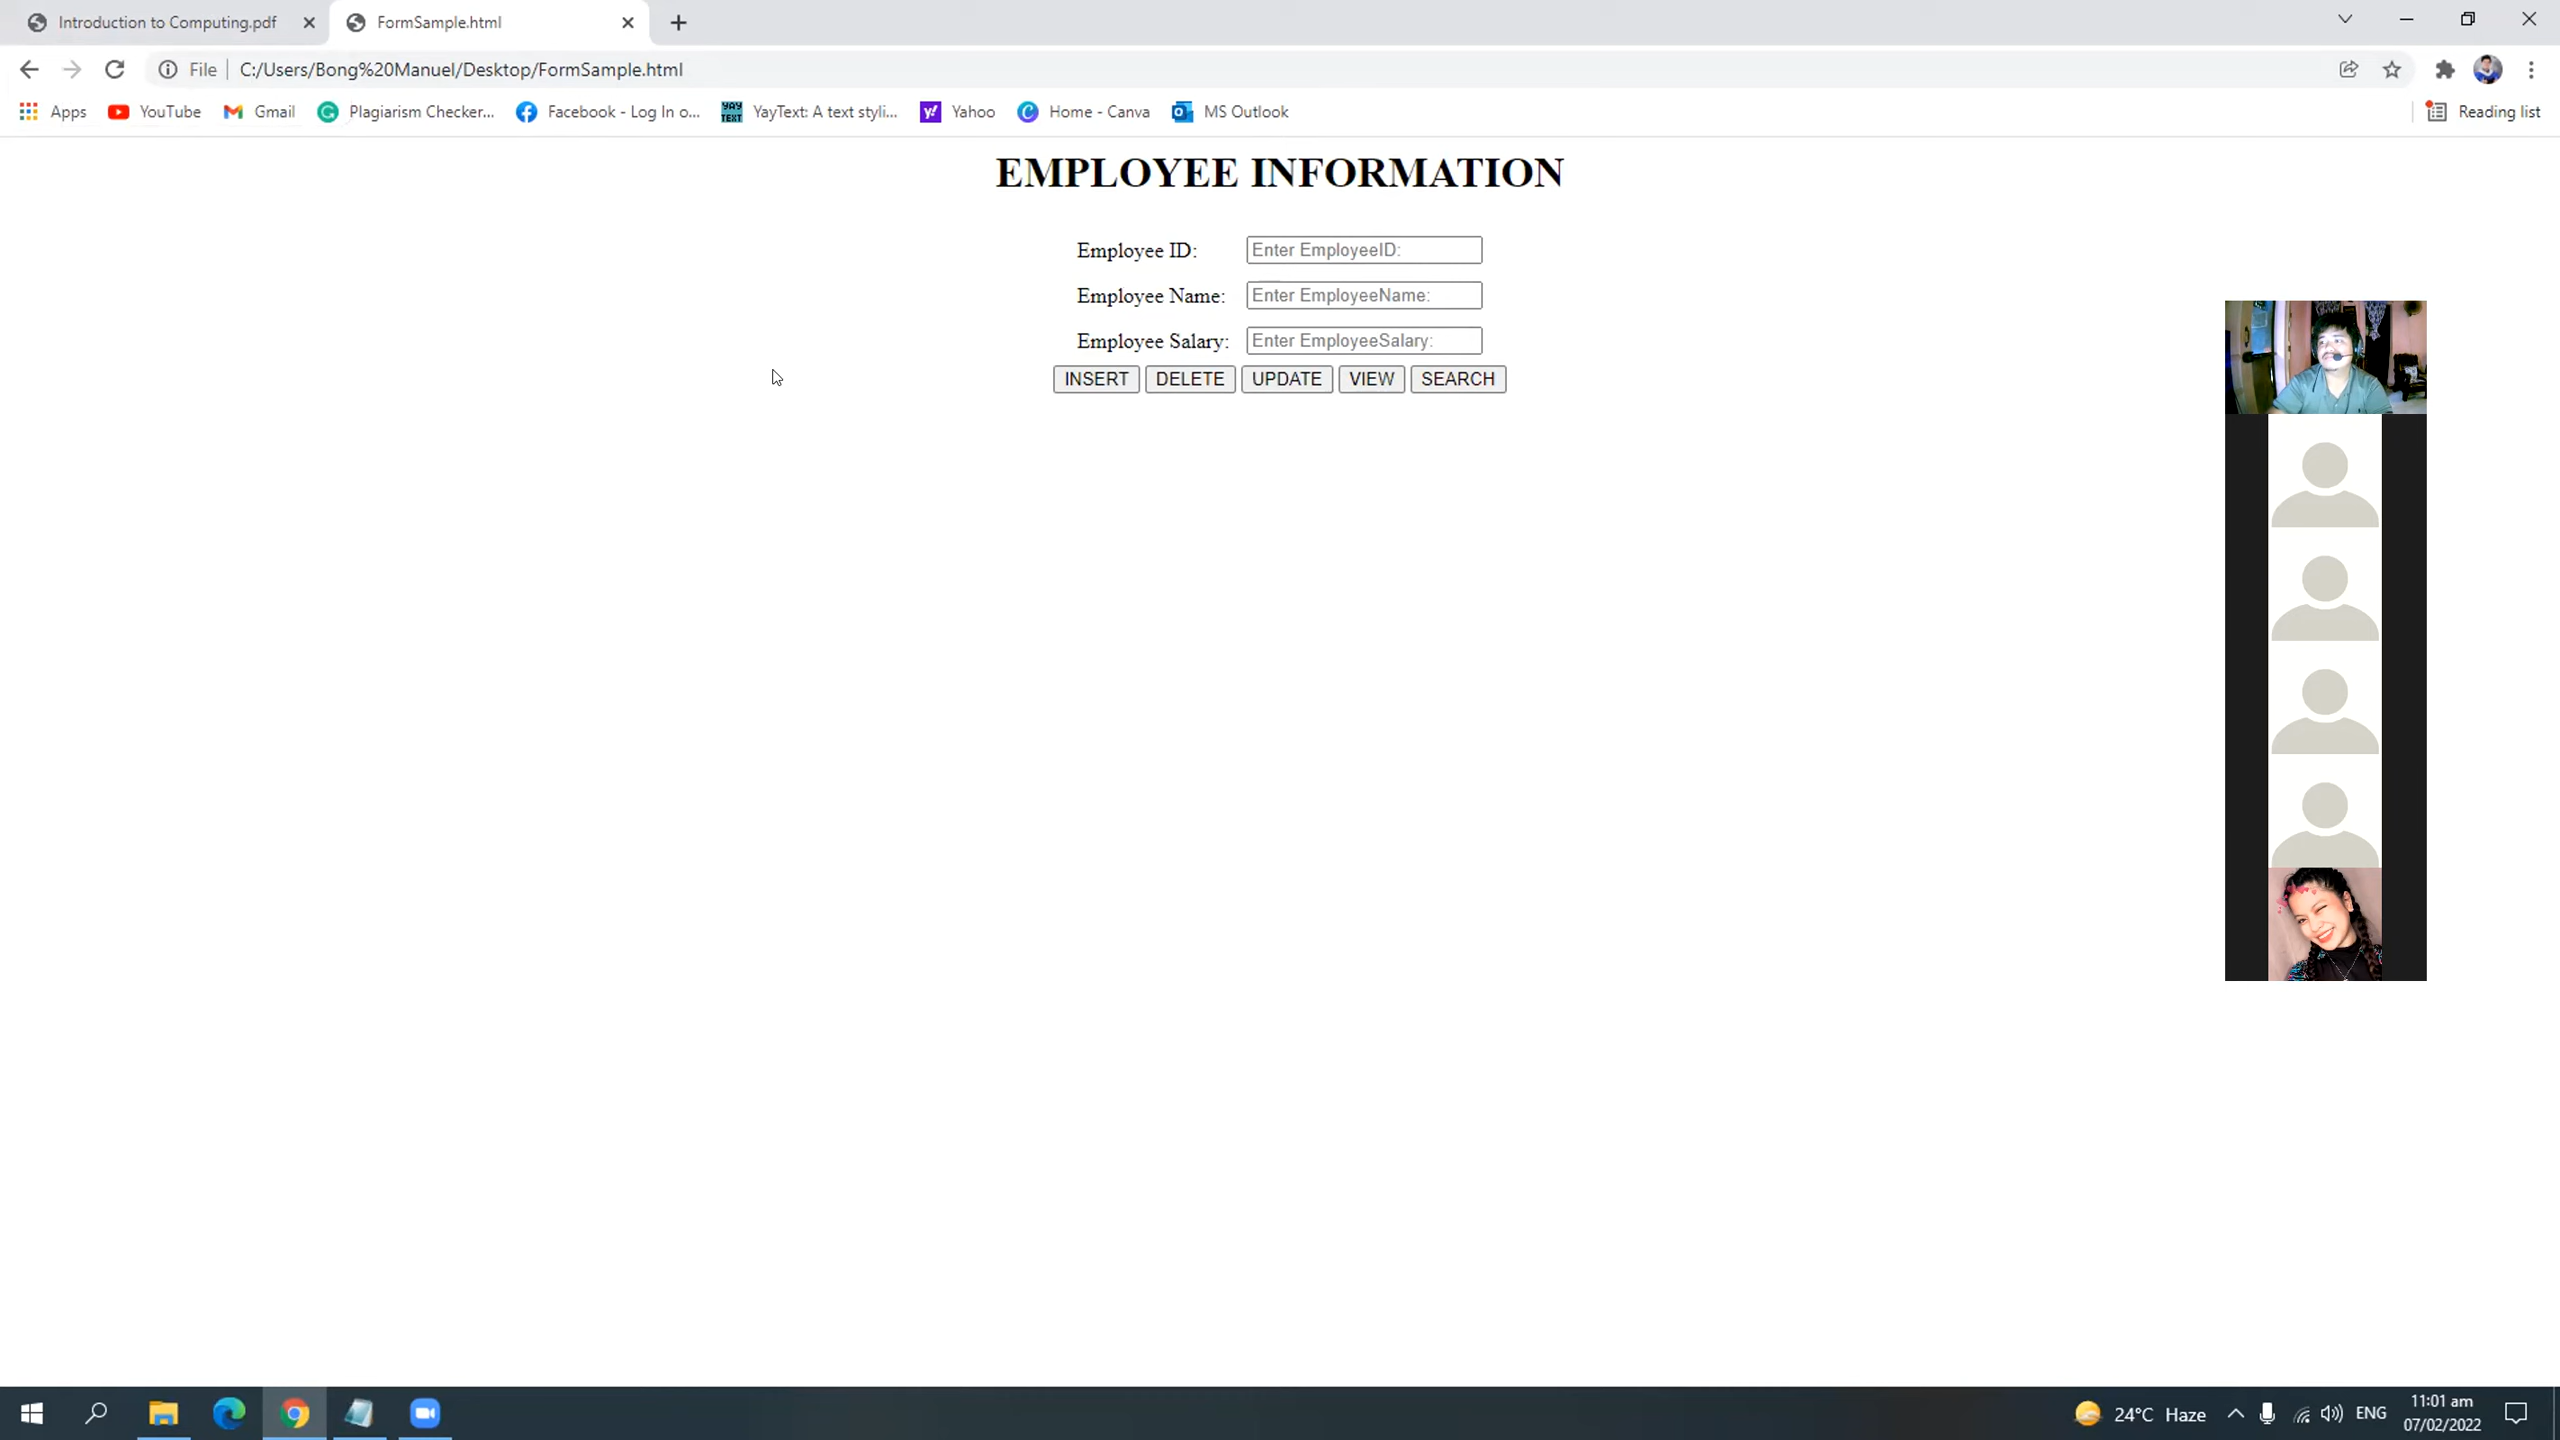 Introduction to Computing.pdf
FormSample.html
File
C:/Users/Bong%20Manuel/Desktop/FormSample.html
Apps
YouTube
Gmail
Plagiarism Checker...
Facebook - Log In o...
YAY TEXT
YayText: A text styli...
Yahoo
Home - Canva
MS Outlook
Reading list
EMPLOYEE INFORMATION
Employee ID: Enter EmployeeID:
Employee Name: Enter EmployeeName:
Employee Salary: Enter EmployeeSalary:
INSERT DELETE UPDATE VIEW SEARCH
24°C Haze
ENG
11:01 am
07/02/2022